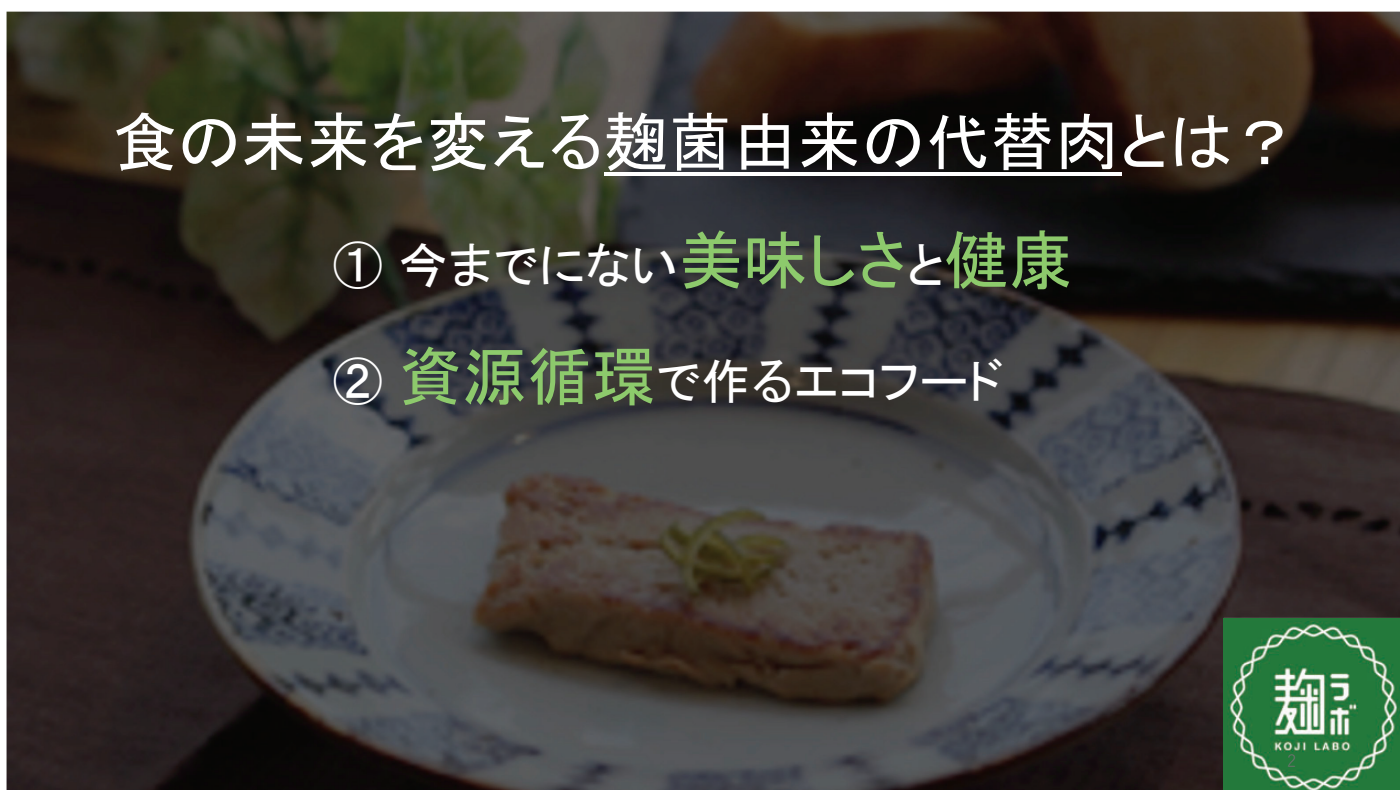 食の未来を変える麹菌由来の代替肉とは？
① 今までにない美味しさと健康
② 資源循環で作るエコフード
麹ラボ
KOJI LABO
2